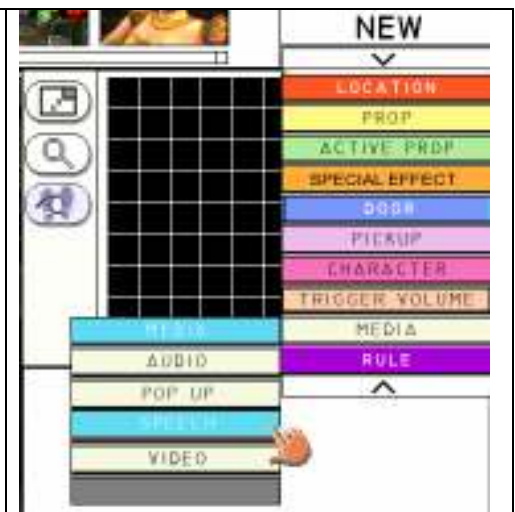 NEW
LOCATION
PROP
ACTIVE PROP
SPECIAL EFFECT
DOOR
PICKUP
CHARACTER
TRIGGER VOLUME
MEDIA
RULE
MEDIA
AUDIO
POP UP
SPEECH
VIDEO